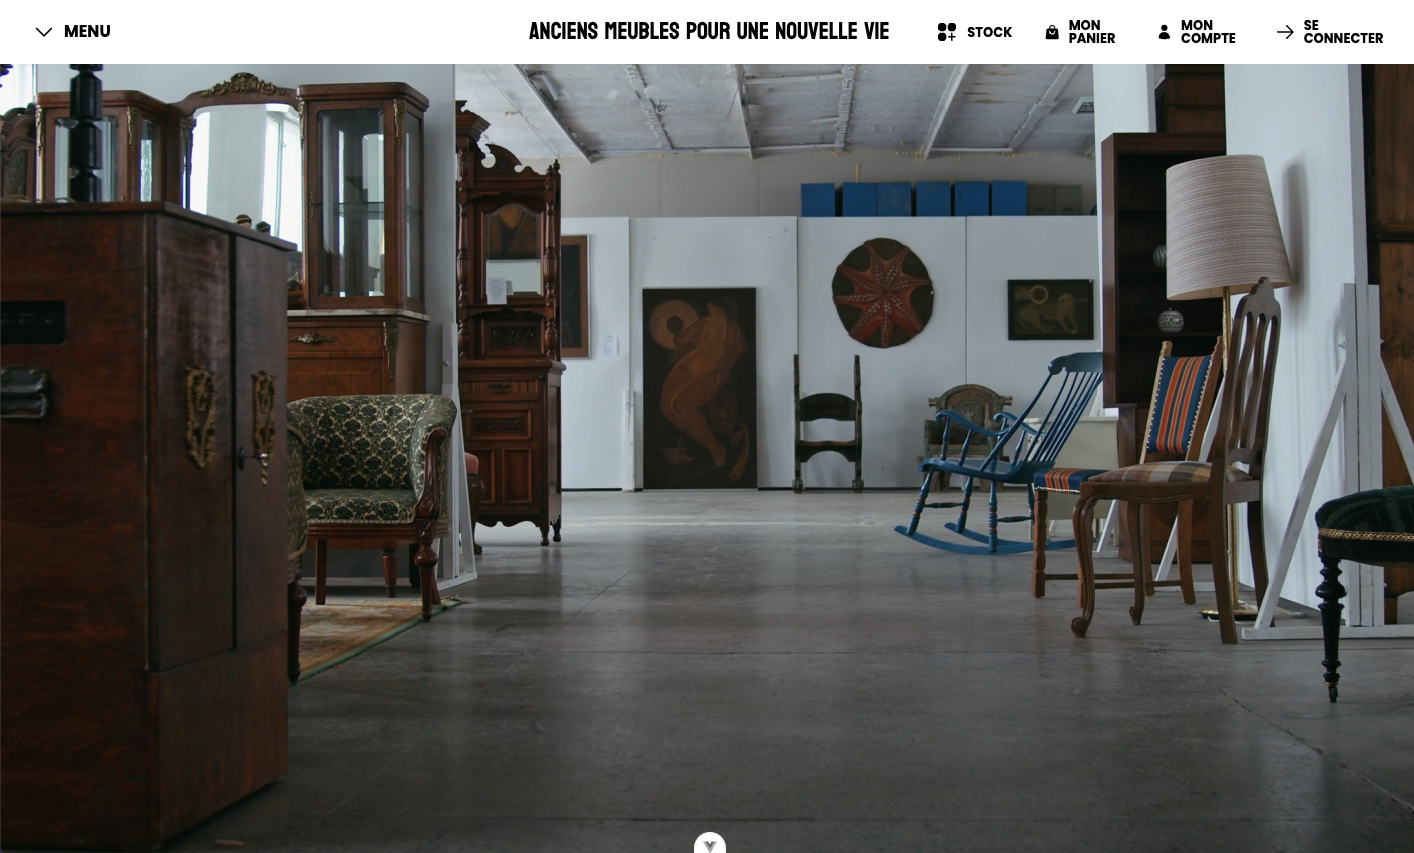 MENU
ANCIENS MEUBLES POUR UNE NOUVELLE VIE
STOCK
MON
PANIER
MON
COMPTE
SE
CONNECTER